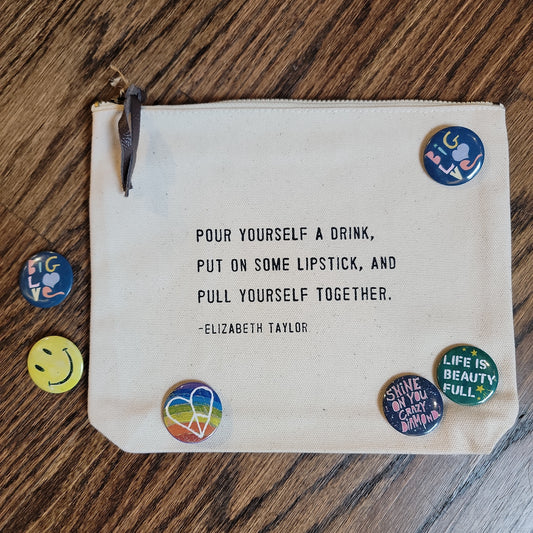 BIG
LOVE
POUR YOURSELF A DRINK,
PUT ON SOME LIPSTICK, AND
PULL YOURSELF TOGETHER.
-ELIZABETH TAYLOR
BIG
LOVE
LIFE IS
BEAUTY
FULL
SHINE
ON YOU
CRAZY
DIAMOND